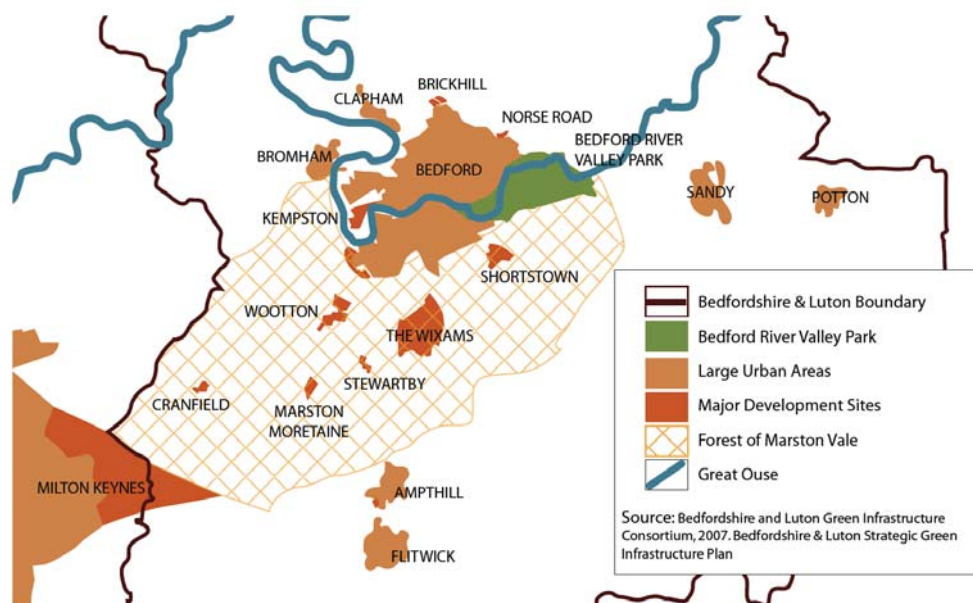 BRICKHILL
CLAPHAM
NORSE ROAD
BROMHAM
BEDFORD
BEDFORD RIVER
VALLEY PARK
SANDY
POTTON
KEMPSTON
SHORTSTOWN
WOOTTON
THE WIXAMS
STEWARTBY
CRANFIELD
MARSTON
MORETAINE
MILTON KEYNES
AMPTHILL
FLITWICK
Bedfordshire & Luton Boundary
Bedford River Valley Park
Large Urban Areas
Major Development Sites
Forest of Marston Vale
Great Ouse
Source: Bedfordshire and Luton Green Infrastructure
Consortium, 2007. Bedfordshire & Luton Strategic Green
Infrastructure Plan